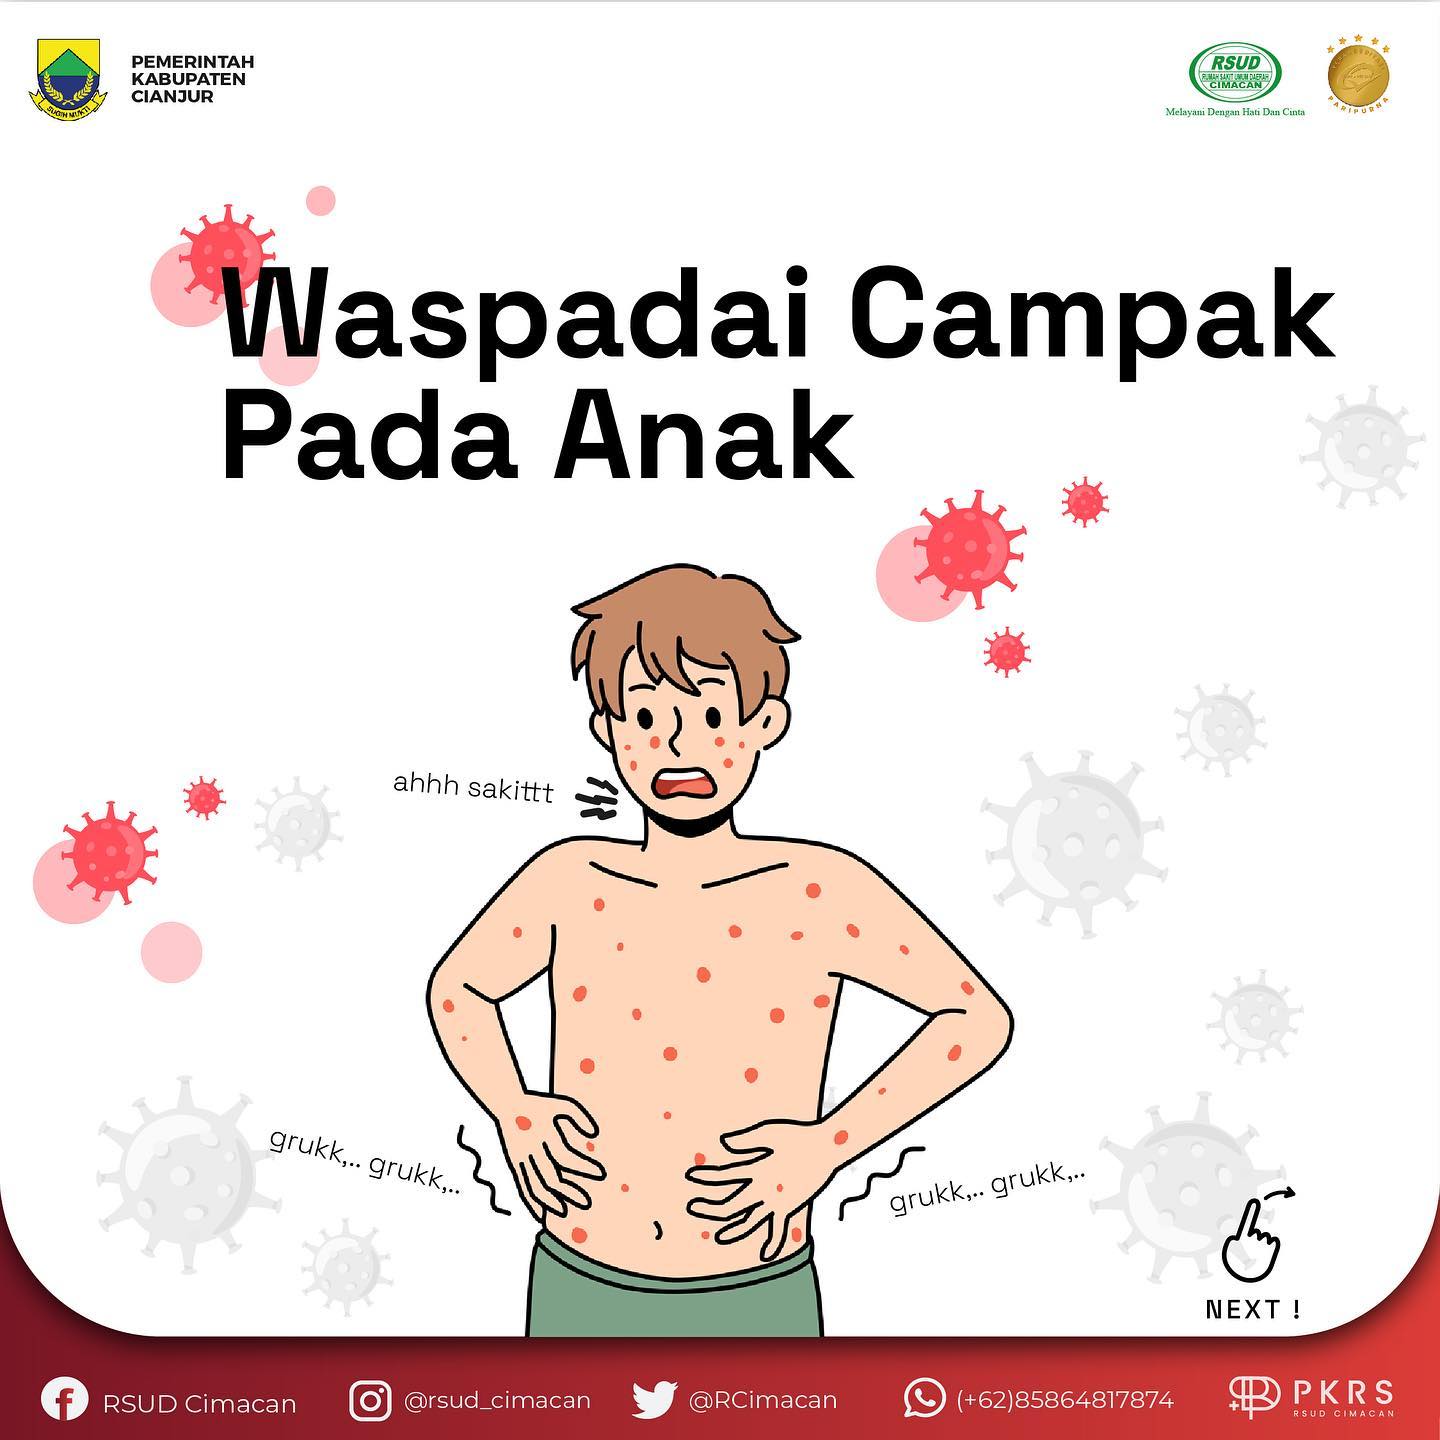 PEMERINTAH
KABUPATEN
CIANJUR
SUGIH MUKTI
RSUD
RUMAH SAKIT UMUM DAERAH
CIMACAN
Melayani Dengan Hati Dan Cinta
PARIPURNA
Waspadai Campak
Pada Anak
ahhh sakittt
grukk,.. grukk,..
grukk,.. grukk,..
NEXT !
RSUD Cimacan
@rsud_cimacan
@RCimacan
(+62)85864817874
PKRS
RSUD CIMACAN